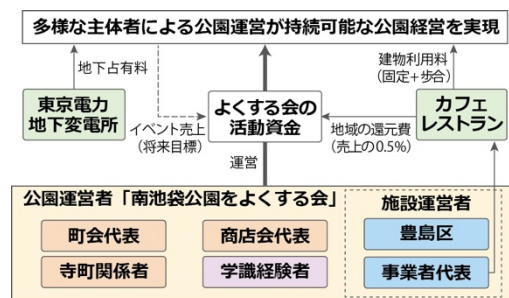 多様な主体者による公園運営が持続可能な公園経営を実現
地下占有料
建物利用料
(固定+歩合)
東京電力
地下変電所
イベント売上
(将来目標)
よくする会の
活動資金
地域の還元費
(売上の0.5%)
カフェ
レストラン
運営
公園運営者「南池袋公園をよくする会」
施設運営者
町会代表
商店会代表
豊島区
寺町関係者
学識経験者
事業者代表